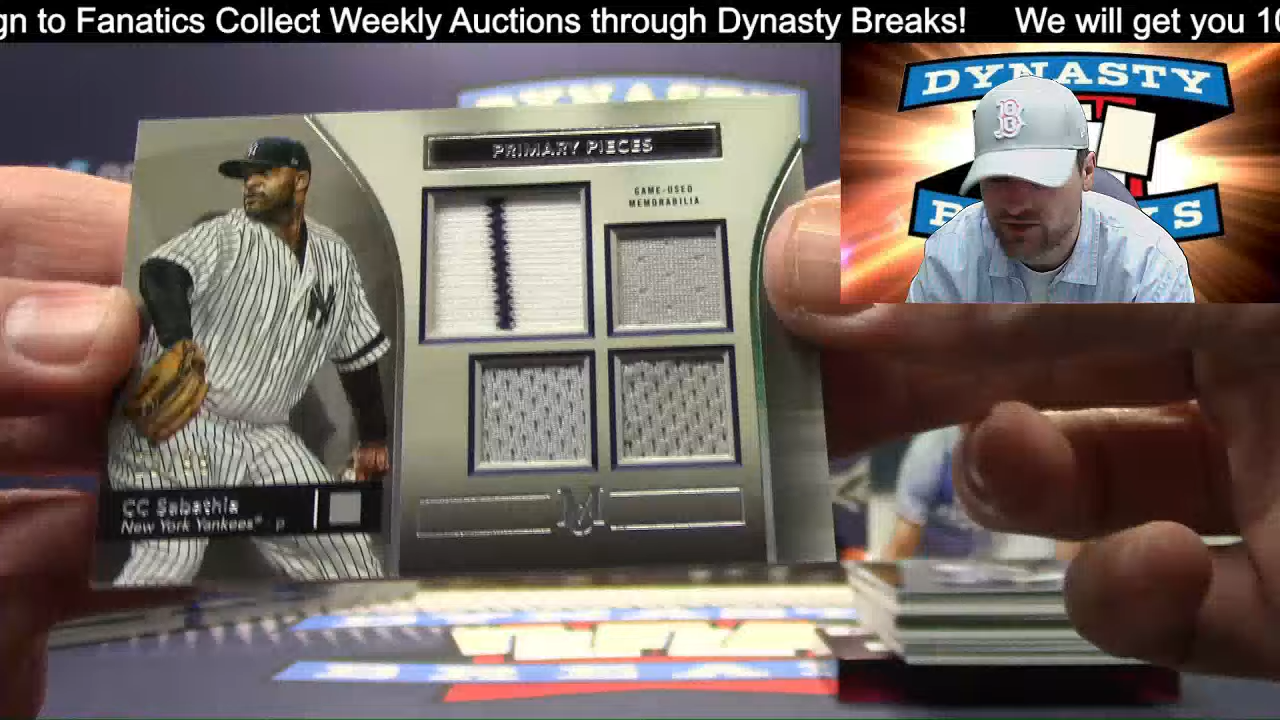 gn to Fanatics Collect Weekly Auctions through Dynasty Breaks! We will get you 10
DYNASTY
B
PRIMARY PIECES
GAME-USED
MEMORABILIA
CC Sabathia
New York Yankees® P